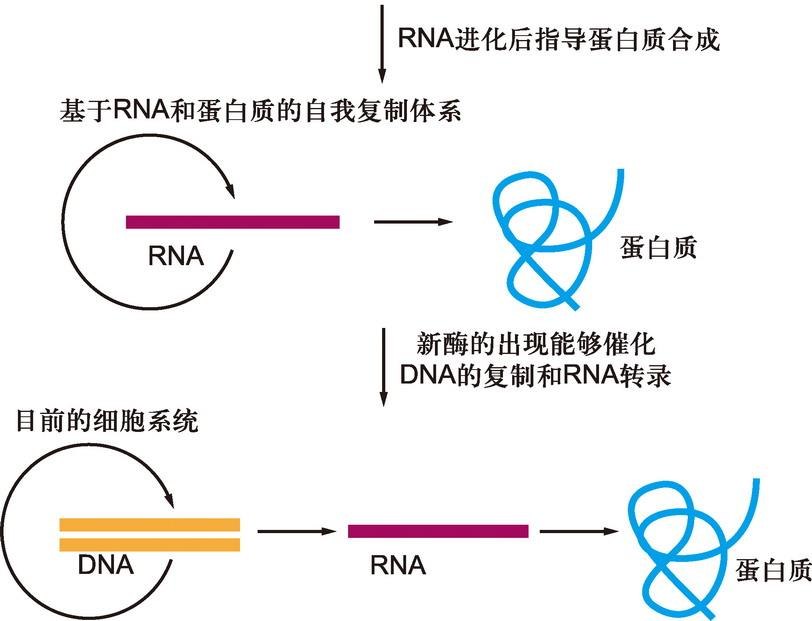 RNA进化后指导蛋白质合成
基于RNA和蛋白质的自我复制体系
RNA
蛋白质
新酶的出现能够催化
DNA的复制和RNA转录
目前的细胞系统
DNA
RNA
蛋白质